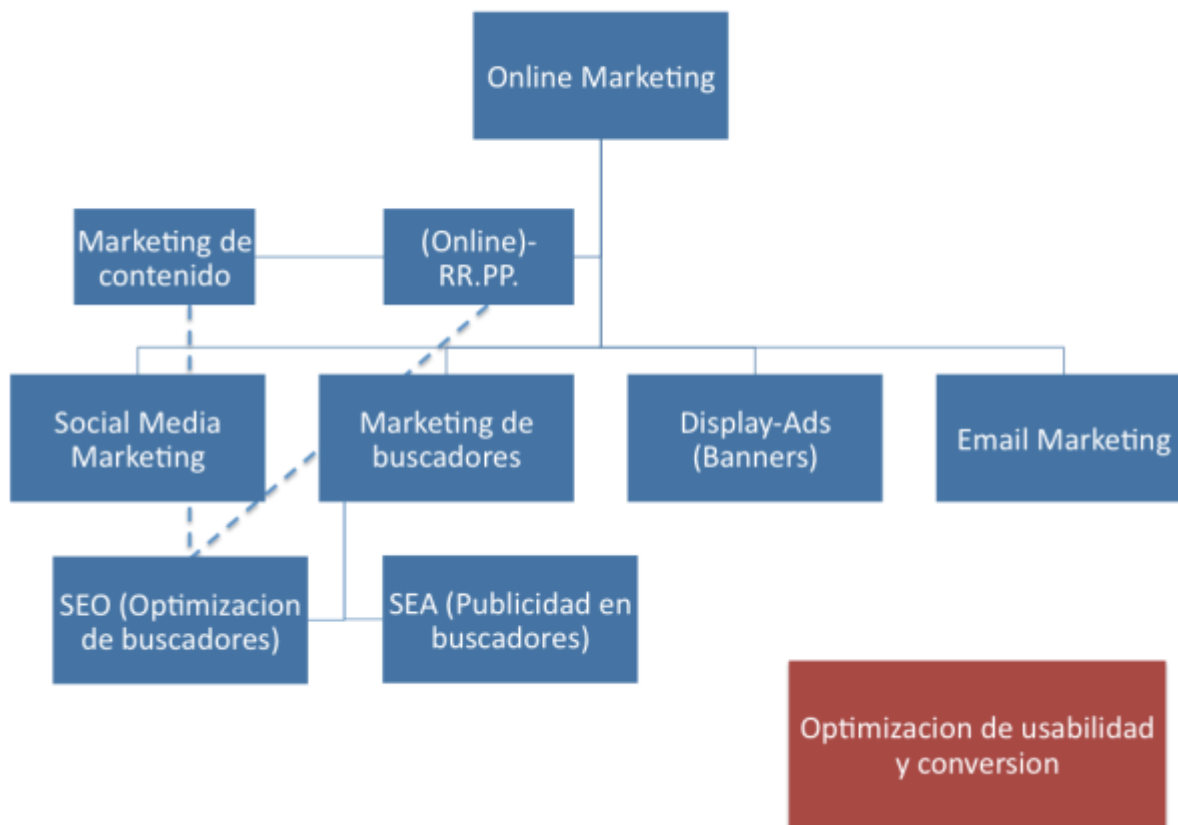 Online Marketing
Marketing de
contenido
(Online)-
RR.PP.
Social Media
Marketing
Marketing de
buscadores
Display-Ads
(Banners)
Email Marketing
SEO (Optimizacion
de buscadores)
SEA (Publicidad en
buscadores)
Optimizacion de usabilidad
y conversion